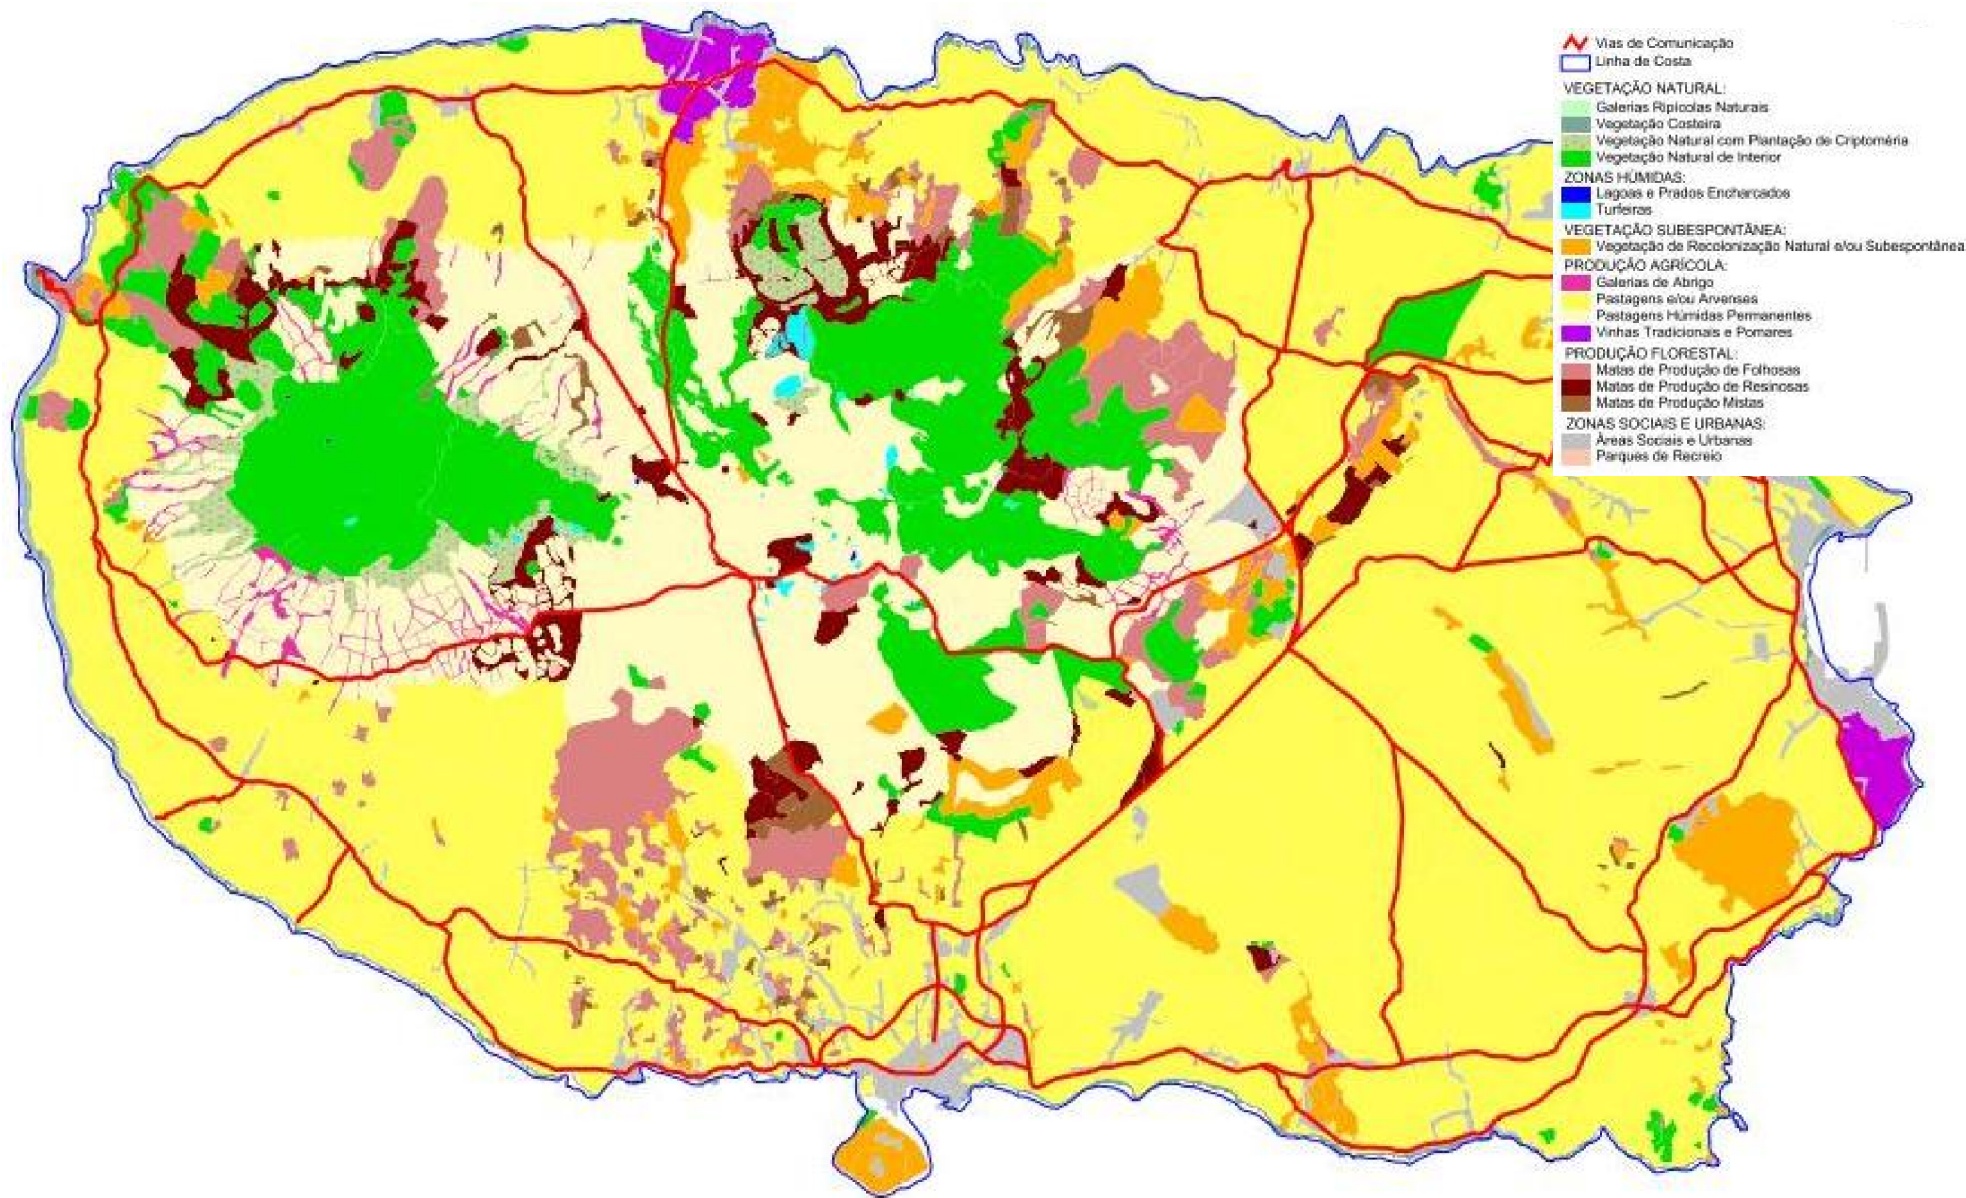 Vias de Comunicação
Linha de Costa
VEGETAÇÃO NATURAL:
Galerias Ripícolas Naturais
Vegetação Costeira
Vegetação Natural com Plantação de Criptoméria
Vegetação Natural de Interior
ZONAS HÚMIDAS:
Lagoas e Prados Encharcados
Turfeiras
VEGETAÇÃO SUBESPONTÂNEA:
Vegetação de Recolonização Natural e/ou Subespontânea
PRODUÇÃO AGRÍCOLA:
Galerias de Abrigo
Pastagens e/ou Arvenses
Pastagens Húmidas Permanentes
Vinhas Tradicionais e Pomares
PRODUÇÃO FLORESTAL:
Matas de Produção de Folhosas
Matas de Produção de Resinosas
Matas de Produção Mistas
ZONAS SOCIAIS E URBANAS:
Áreas Sociais e Urbanas
Parques de Recreio